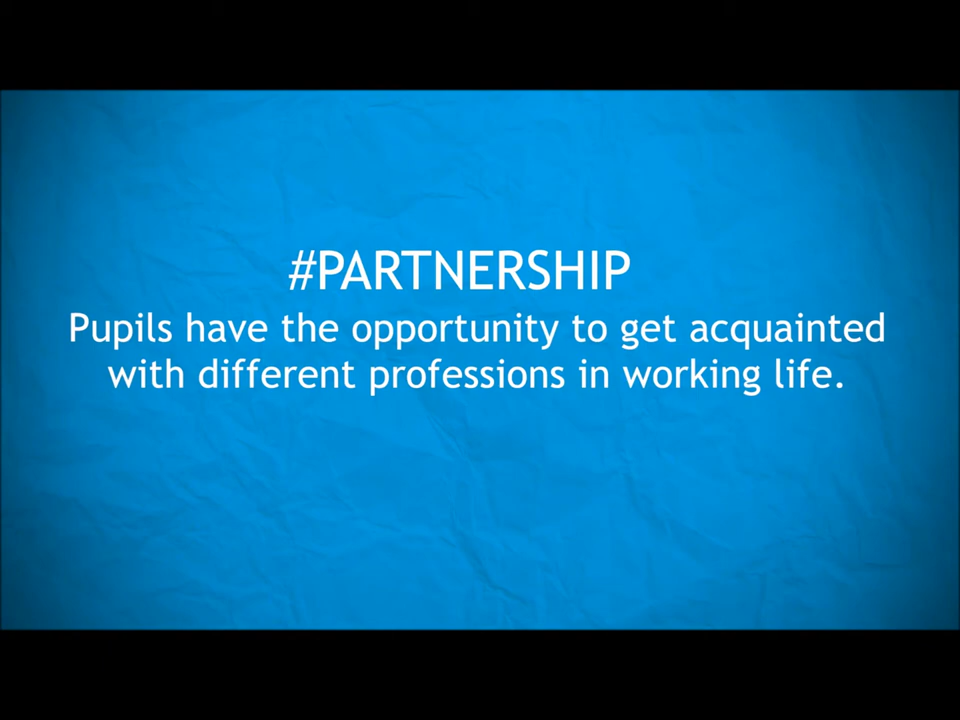 #PARTNERSHIP
Pupils have the opportunity to get acquainted
with different professions in working life.